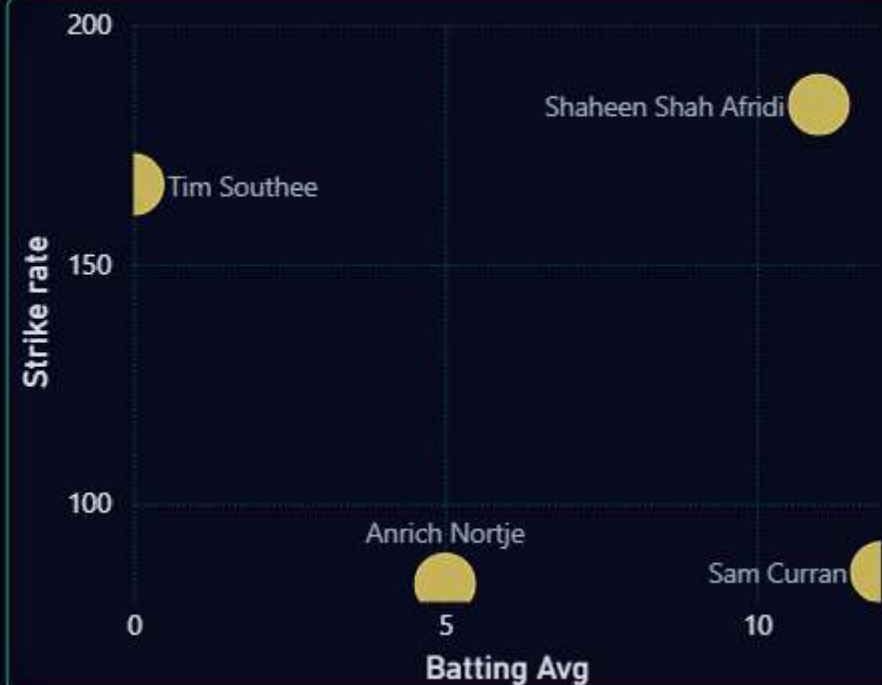 200
Shaheen Shah Afridi
Tim Southee
150
Strike rate
100
Anrich Nortje
Sam Curran
0 5 10
Batting Avg